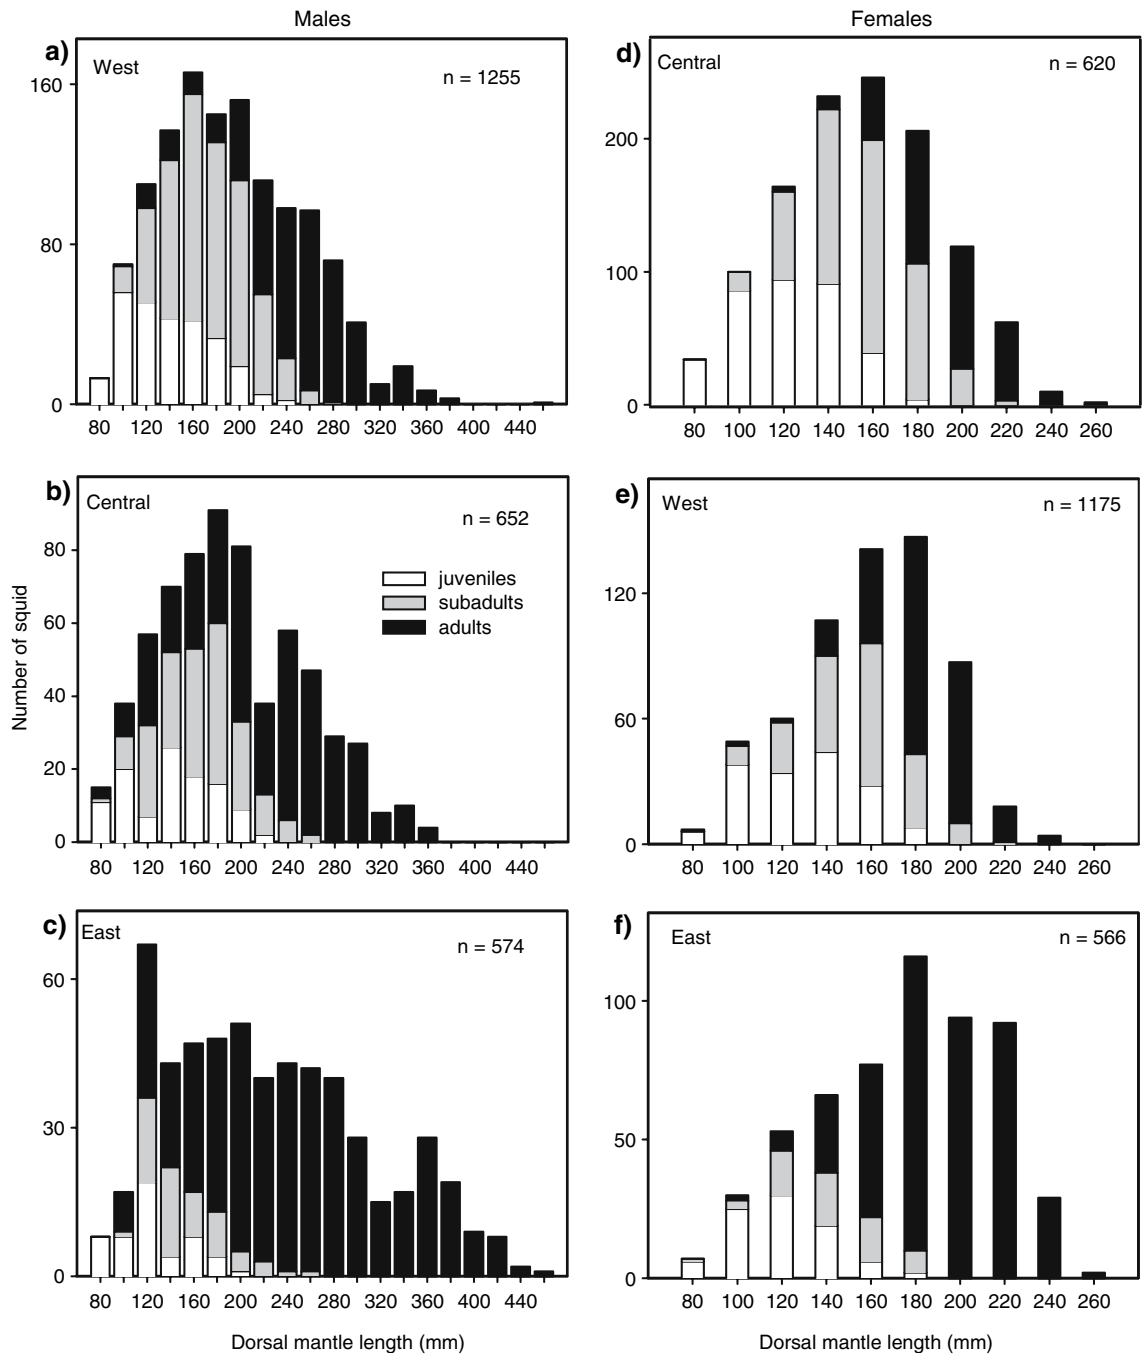 Males
Females
a)
West
n = 1255
160
80
0
80 120 160 200 240 280 320 360 400 440
d)
Central
n = 620
200
100
0
80 100 120 140 160 180 200 220 240 260
b)
Central
n = 652
juveniles
subadults
adults
80
60
40
20
0
80 120 160 200 240 280 320 360 400 440
Number of squid
e)
West
n = 1175
120
60
0
80 100 120 140 160 180 200 220 240 260
c)
East
n = 574
60
30
0
80 120 160 200 240 280 320 360 400 440
Dorsal mantle length (mm)
f)
East
n = 566
100
50
0
80 100 120 140 160 180 200 220 240 260
Dorsal mantle length (mm)